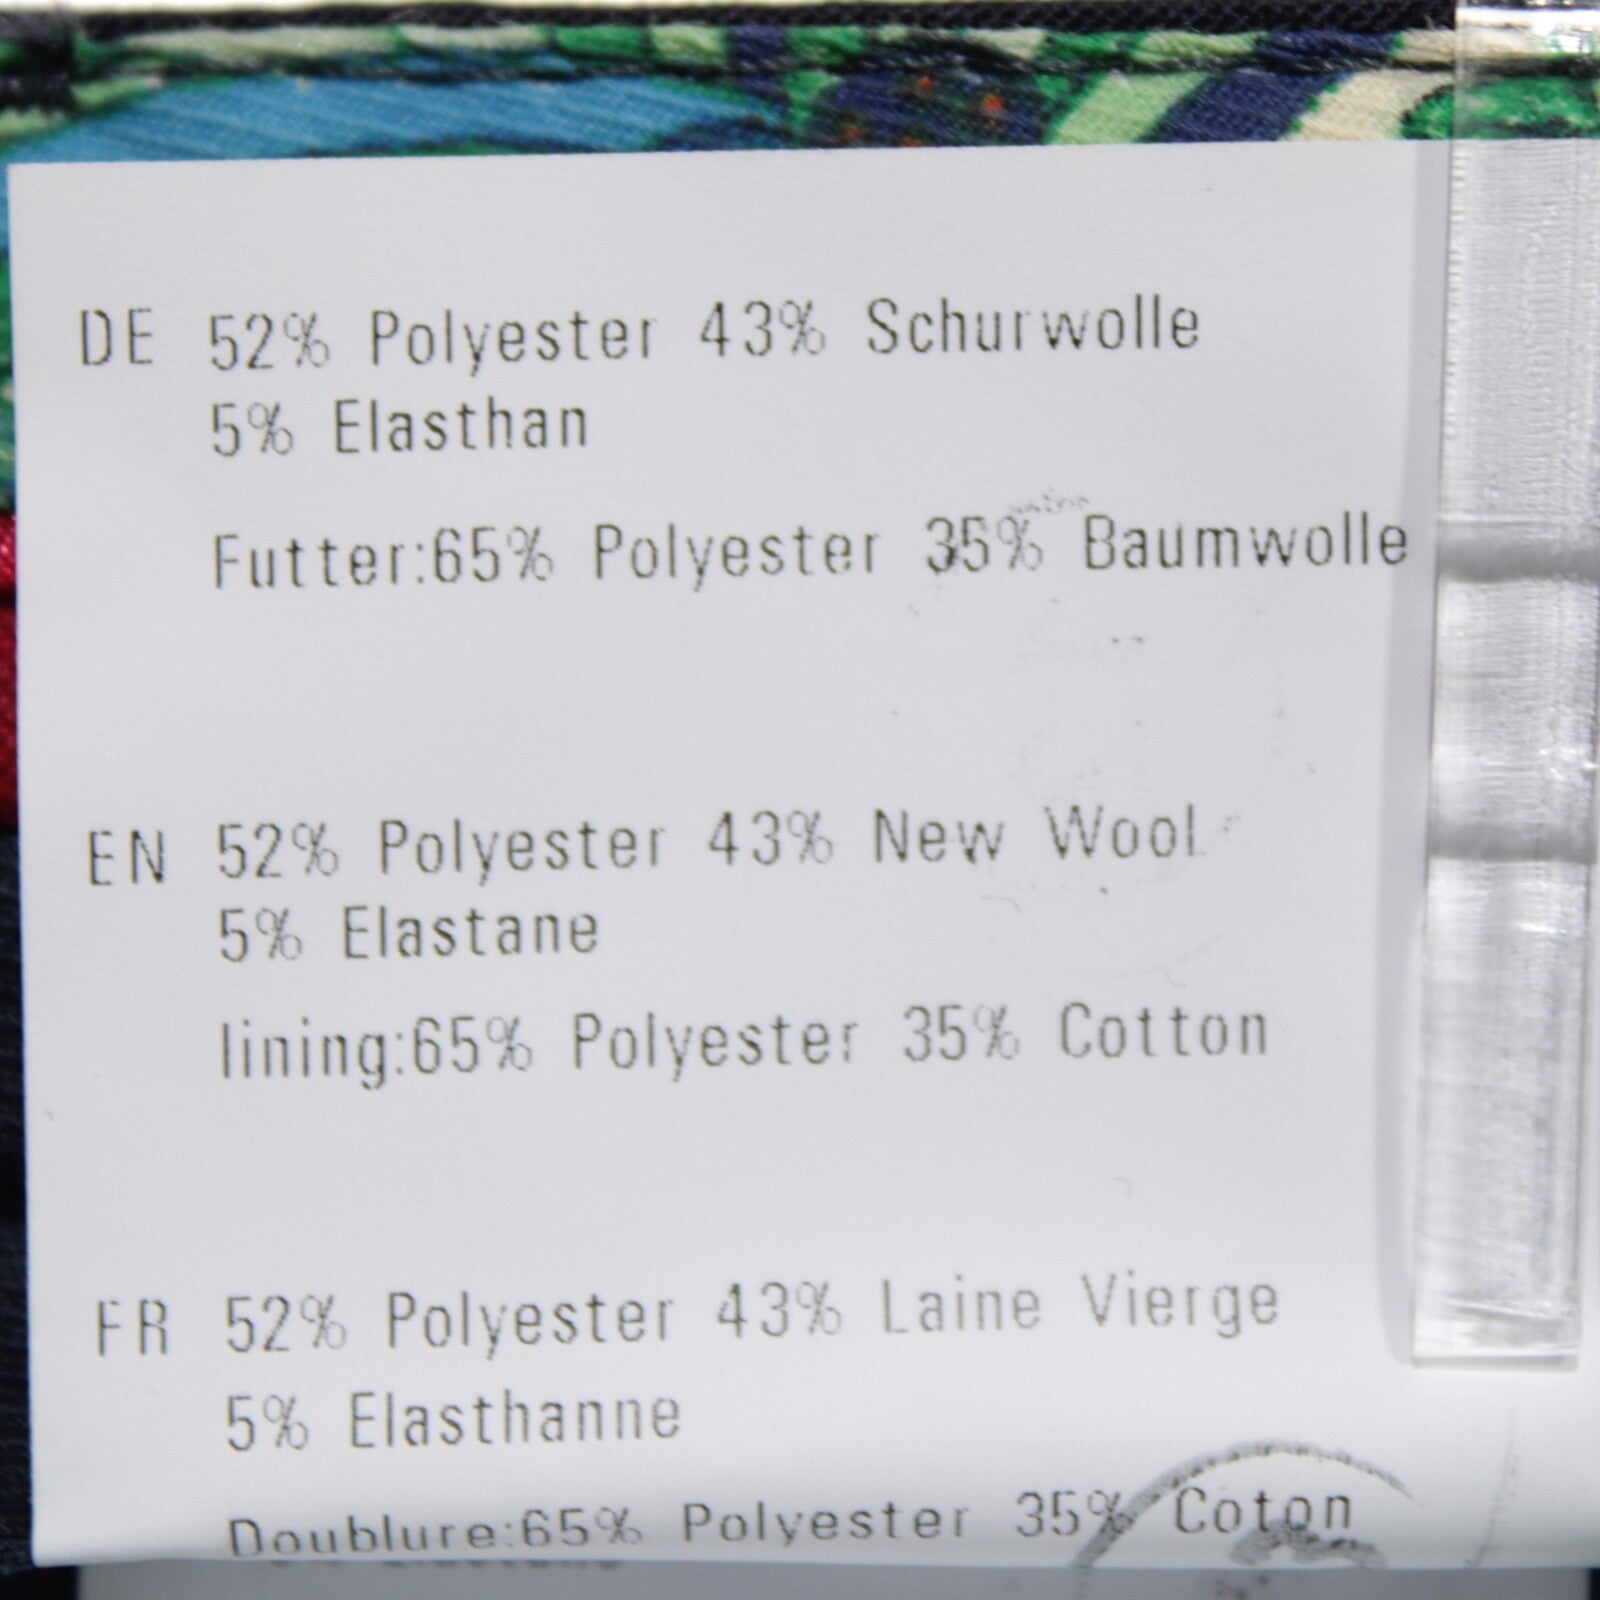 DE 52% Polyester 43% Schurwolle
5% Elasthan
Futter:65% Polyester 35% Baumwolle
EN 52% Polyester 43% New Wool
5% Elastane
lining:65% Polyester 35% Cotton
FR 52% Polyester 43% Laine Vierge
5% Elasthanne
Doublure:65% Polyester 35% Coton